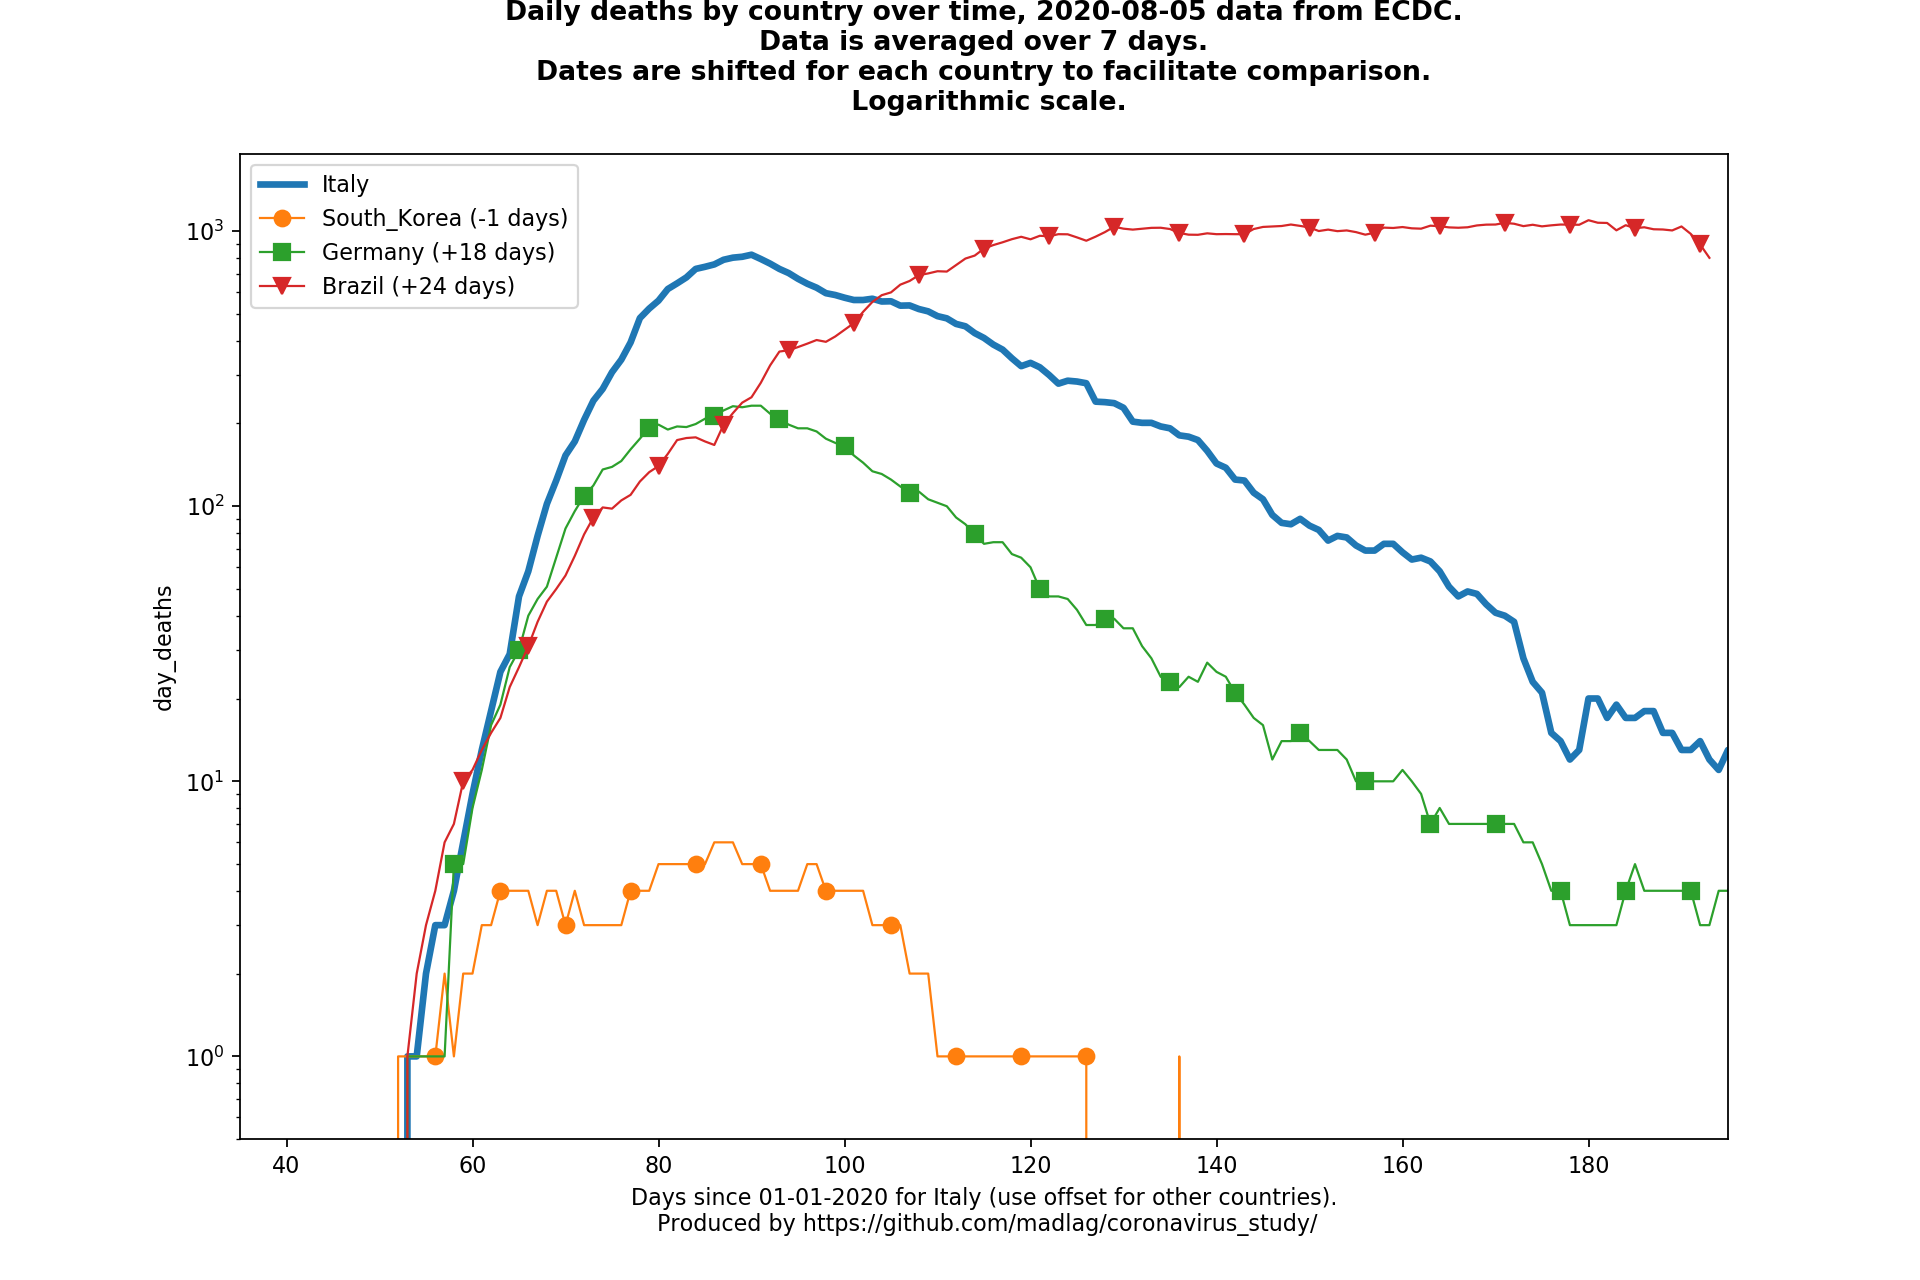 Daily deaths by country over time, 2020-08-05 data from ECDC.
Data is averaged over 7 days.
Dates are shifted for each country to facilitate comparison.
Logarithmic scale.
Italy
South_Korea (-1 days)
Germany (+18 days)
Brazil (+24 days)
10³
10²
10¹
10⁰
day_deaths
40 60 80 100 120 140 160 180
Days since 01-01-2020 for Italy (use offset for other countries).
Produced by https://github.com/madlag/coronavirus_study/